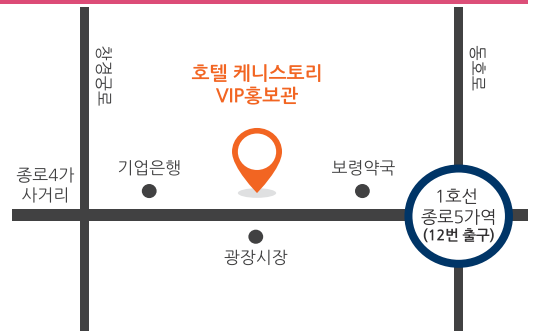 창경궁로
동호로
호텔 케니스토리
VIP홍보관
종로4가
사거리
기업은행
보령약국
1호선
종로5가역
(12번 출구)
광장시장